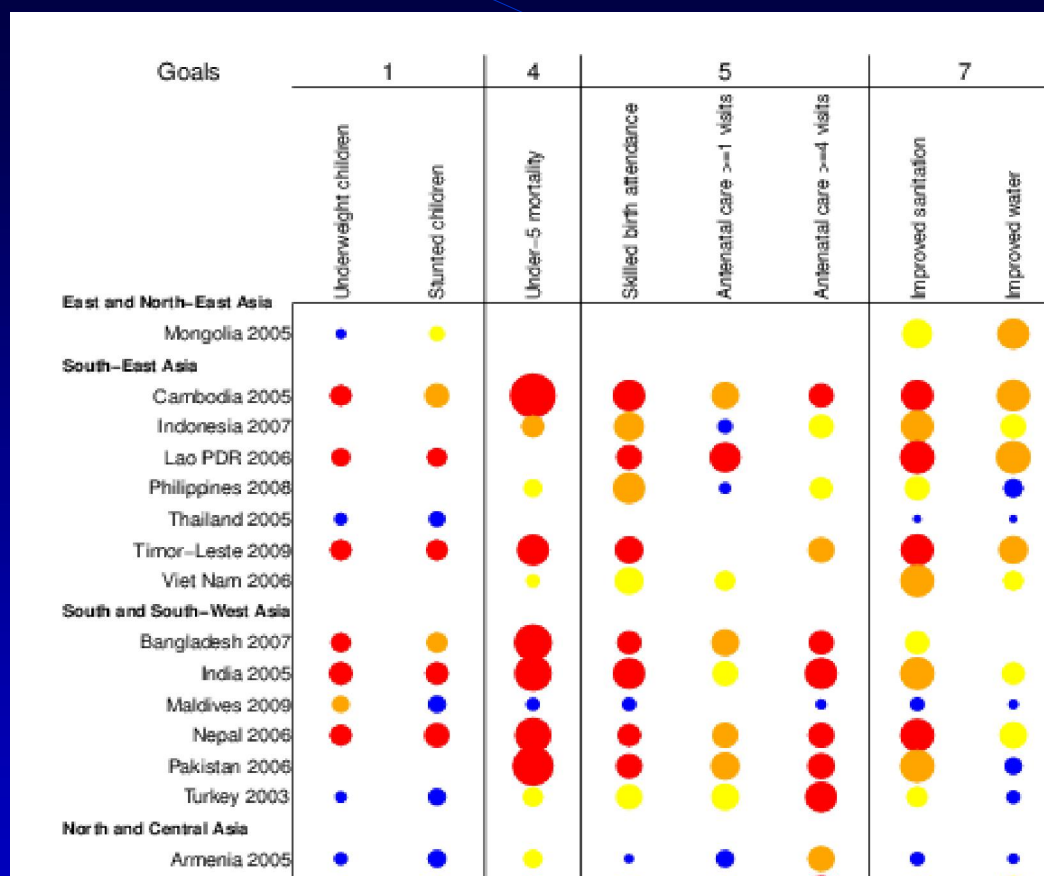 Goals 1 4 5 7
Underweight children
Stunted children
Under-5 mortality
Skilled birth attendance
Antenatal care >=1 visits
Antenatal care >=4 visits
Improved sanitation
Improved water
East and North-East Asia
Mongolia 2005
South-East Asia
Cambodia 2005
Indonesia 2007
Lao PDR 2006
Philippines 2008
Thailand 2005
Timor-Leste 2009
Viet Nam 2006
South and South-West Asia
Bangladesh 2007
India 2005
Maldives 2009
Nepal 2006
Pakistan 2006
Turkey 2003
North and Central Asia
Armenia 2005